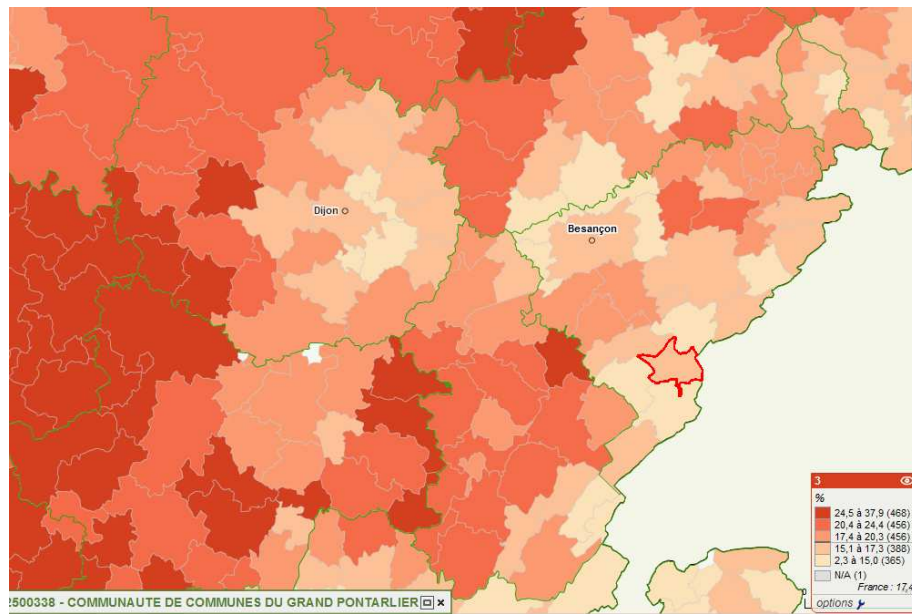 Dijon
Besançon
3
%
24,5 à 37,9 (468)
20,4 à 24,4 (456)
17,4 à 20,3 (456)
15,1 à 17,3 (388)
2,3 à 15,0 (365)
N/A (1)
France : 17,
options
2500338 - COMMUNAUTE DE COMMUNES DU GRAND PONTARLIER